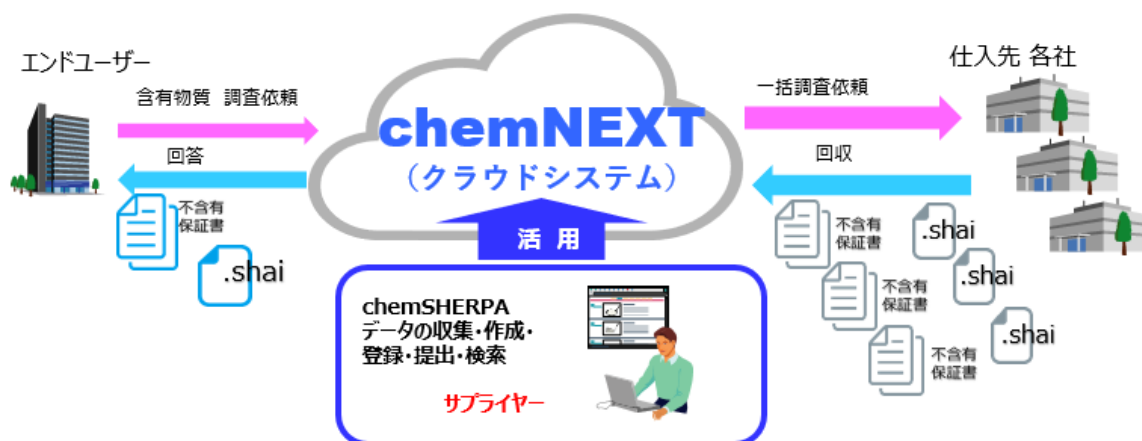 エンドユーザー
含有物質 調査依頼
回答
不含有
保証書
.shai
chemNEXT
(クラウドシステム)
活 用
chemSHERPA
データの収集・作成・
登録・提出・検索
サプライヤー
仕入先 各社
一括調査依頼
回収
不含有
保証書
.shai
不含有
保証書
.shai
不含有
保証書
.shai